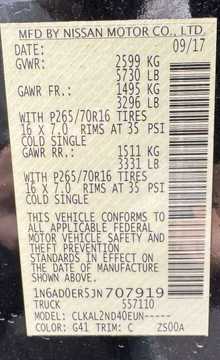 MFD BY NISSAN MOTOR CO., LTD.
DATE: 09/17
GVWR: 2599 KG
5730 LB
GAWR FR.: 1495 KG
3296 LB
WITH P265/70R16 TIRES
16 X 7.0 RIMS AT 35 PSI
COLD SINGLE
GAWR RR.: 1511 KG
3331 LB
WITH P265/70R16 TIRES
16 X 7.0 RIMS AT 35 PSI
COLD SINGLE
THIS VEHICLE CONFORMS TO
ALL APPLICABLE FEDERAL
MOTOR VEHICLE SAFETY
STANDARDS IN EFFECT ON
THE DATE OF MANUFACTURE
SHOWN ABOVE.
1N6AD0ER5JN707919
TRUCK 557110
MODEL: CLKAL2ND40EUN-----
COLOR: G41 TRIM: C ZS00A